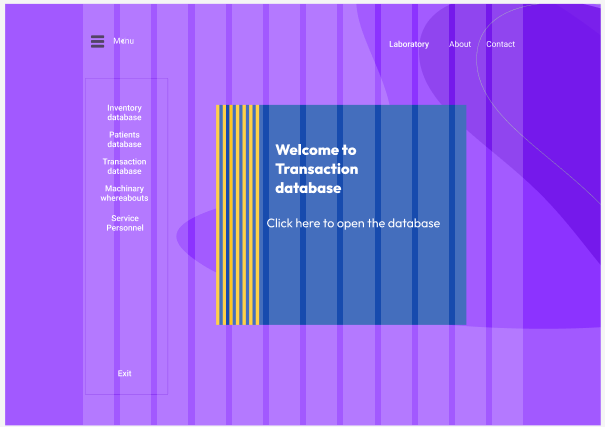 Menu
Laboratory About Contact
Inventory
database
Patients
database
Transaction
database
Machinary
whereabouts
Service
Personnel
Exit
Welcome to
Transaction
database
Click here to open the database